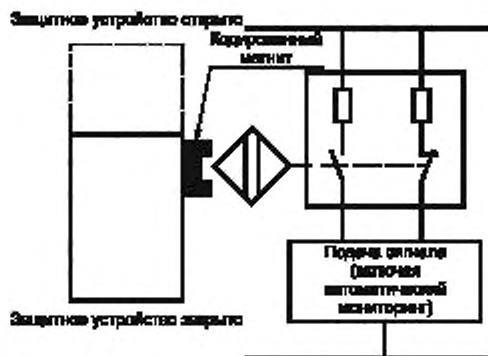 Защитное устройство открыто
Кодированный
магнит
Подача сигнала
(включая
автоматический
мониторинг)
Защитное устройство закрыто